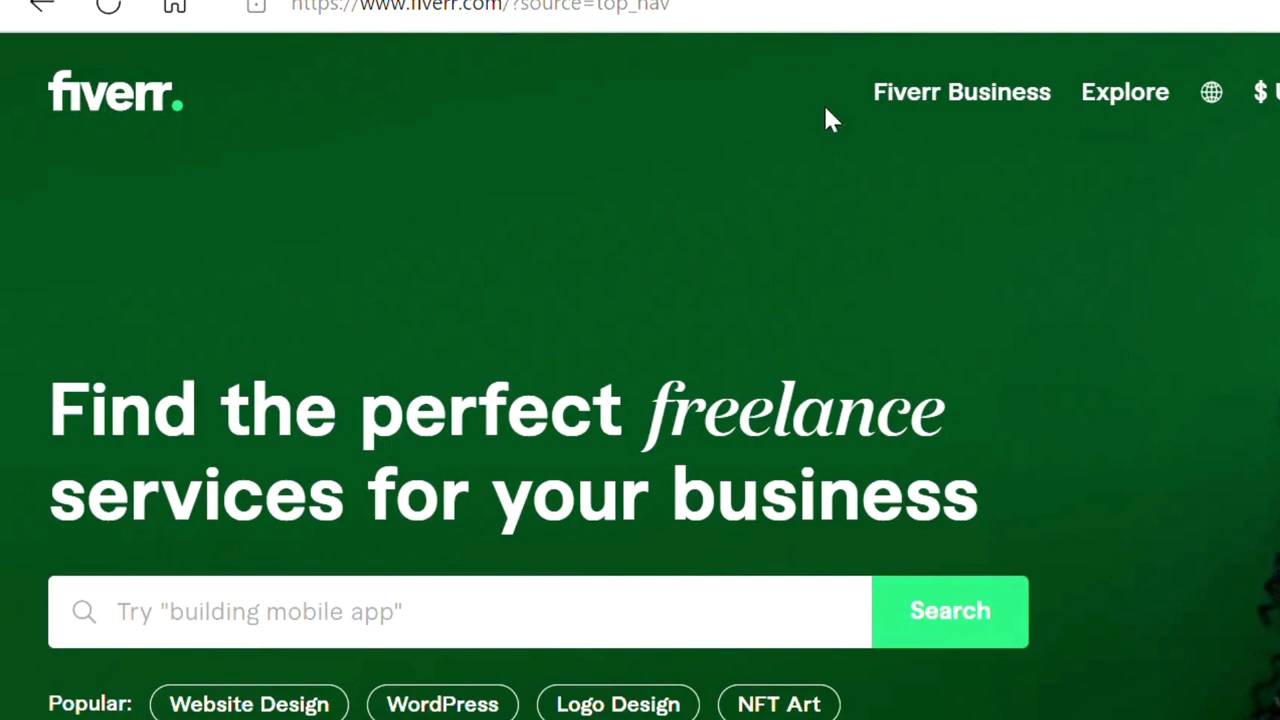 https://www.fiverr.com/?source=top_nav
fiverr.
Fiverr Business Explore $ U
Find the perfect freelance
services for your business
Try "building mobile app" Search
Popular: Website Design WordPress Logo Design NFT Art